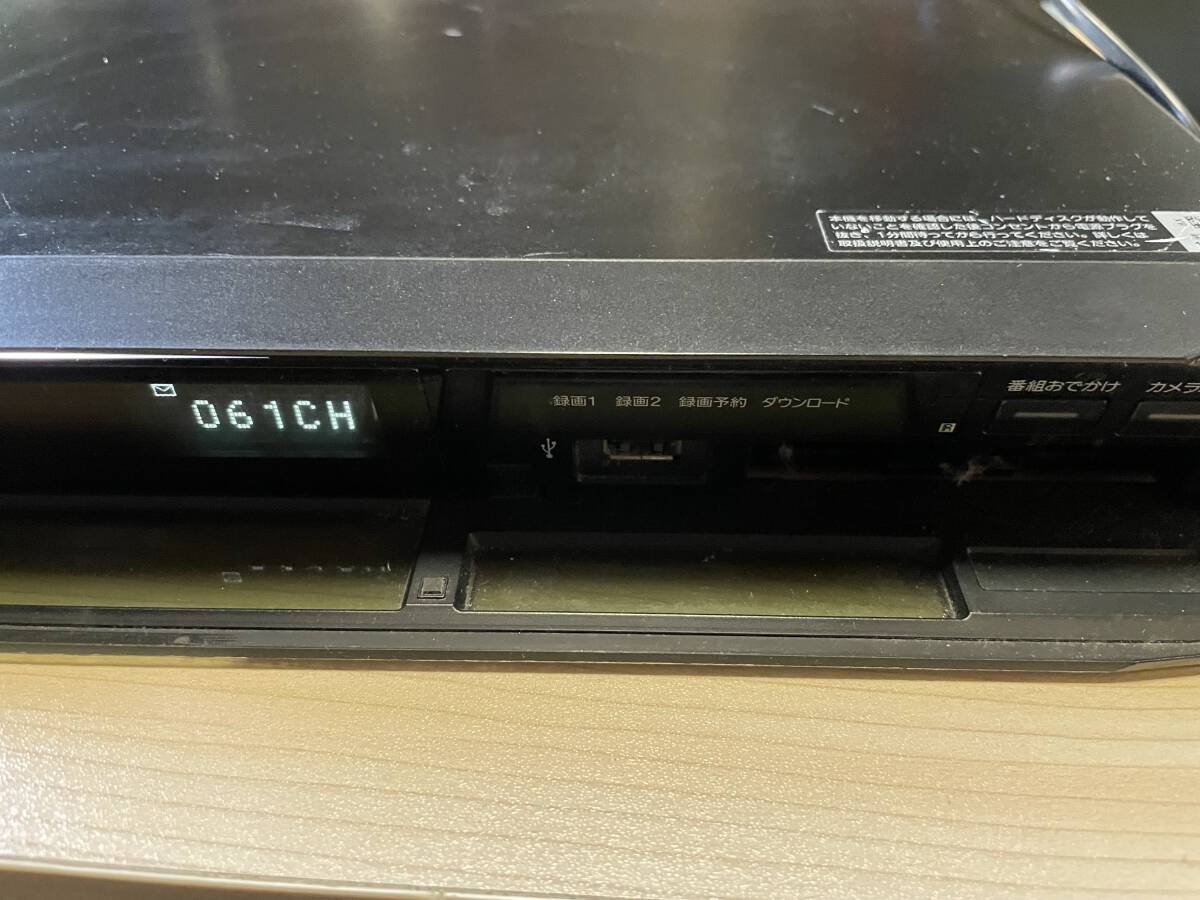 本機を移動する場合には、ハードディスクが動作して
いないことを確認した後コンセントから電源プラグを
抜き、1分間待ってから行ってください。詳しくは
取扱説明書及び使用上のご注意をご覧ください。
061CH
録画1 録画2 録画予約 ダウンロード
番組おでかけ カメラ